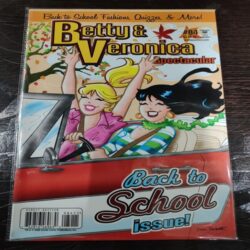 Back to School Fashions, Quizzes, & More!
Betty &
Veronica
Spectacular
Back to
School
issue!